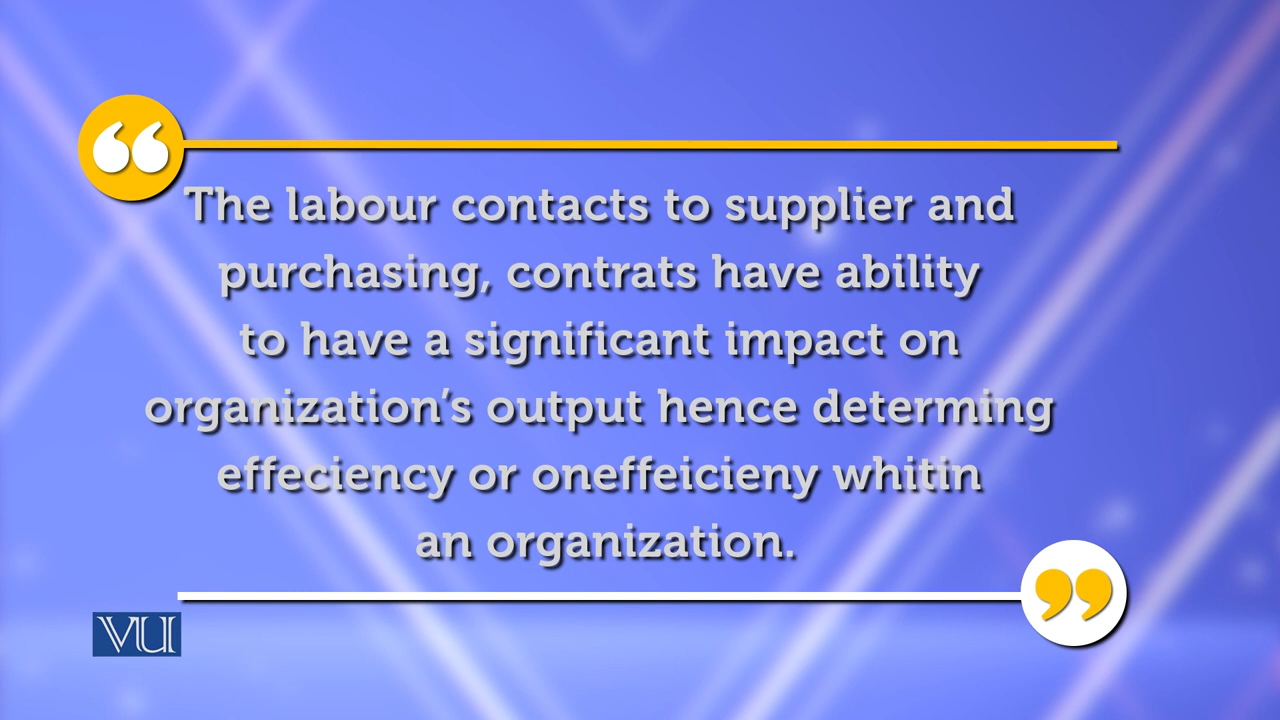 The labour contacts to supplier and
purchasing, contrats have ability
to have a significant impact on
organization's output hence determing
effeciency or oneffeicieny whitin
an organization.
VU